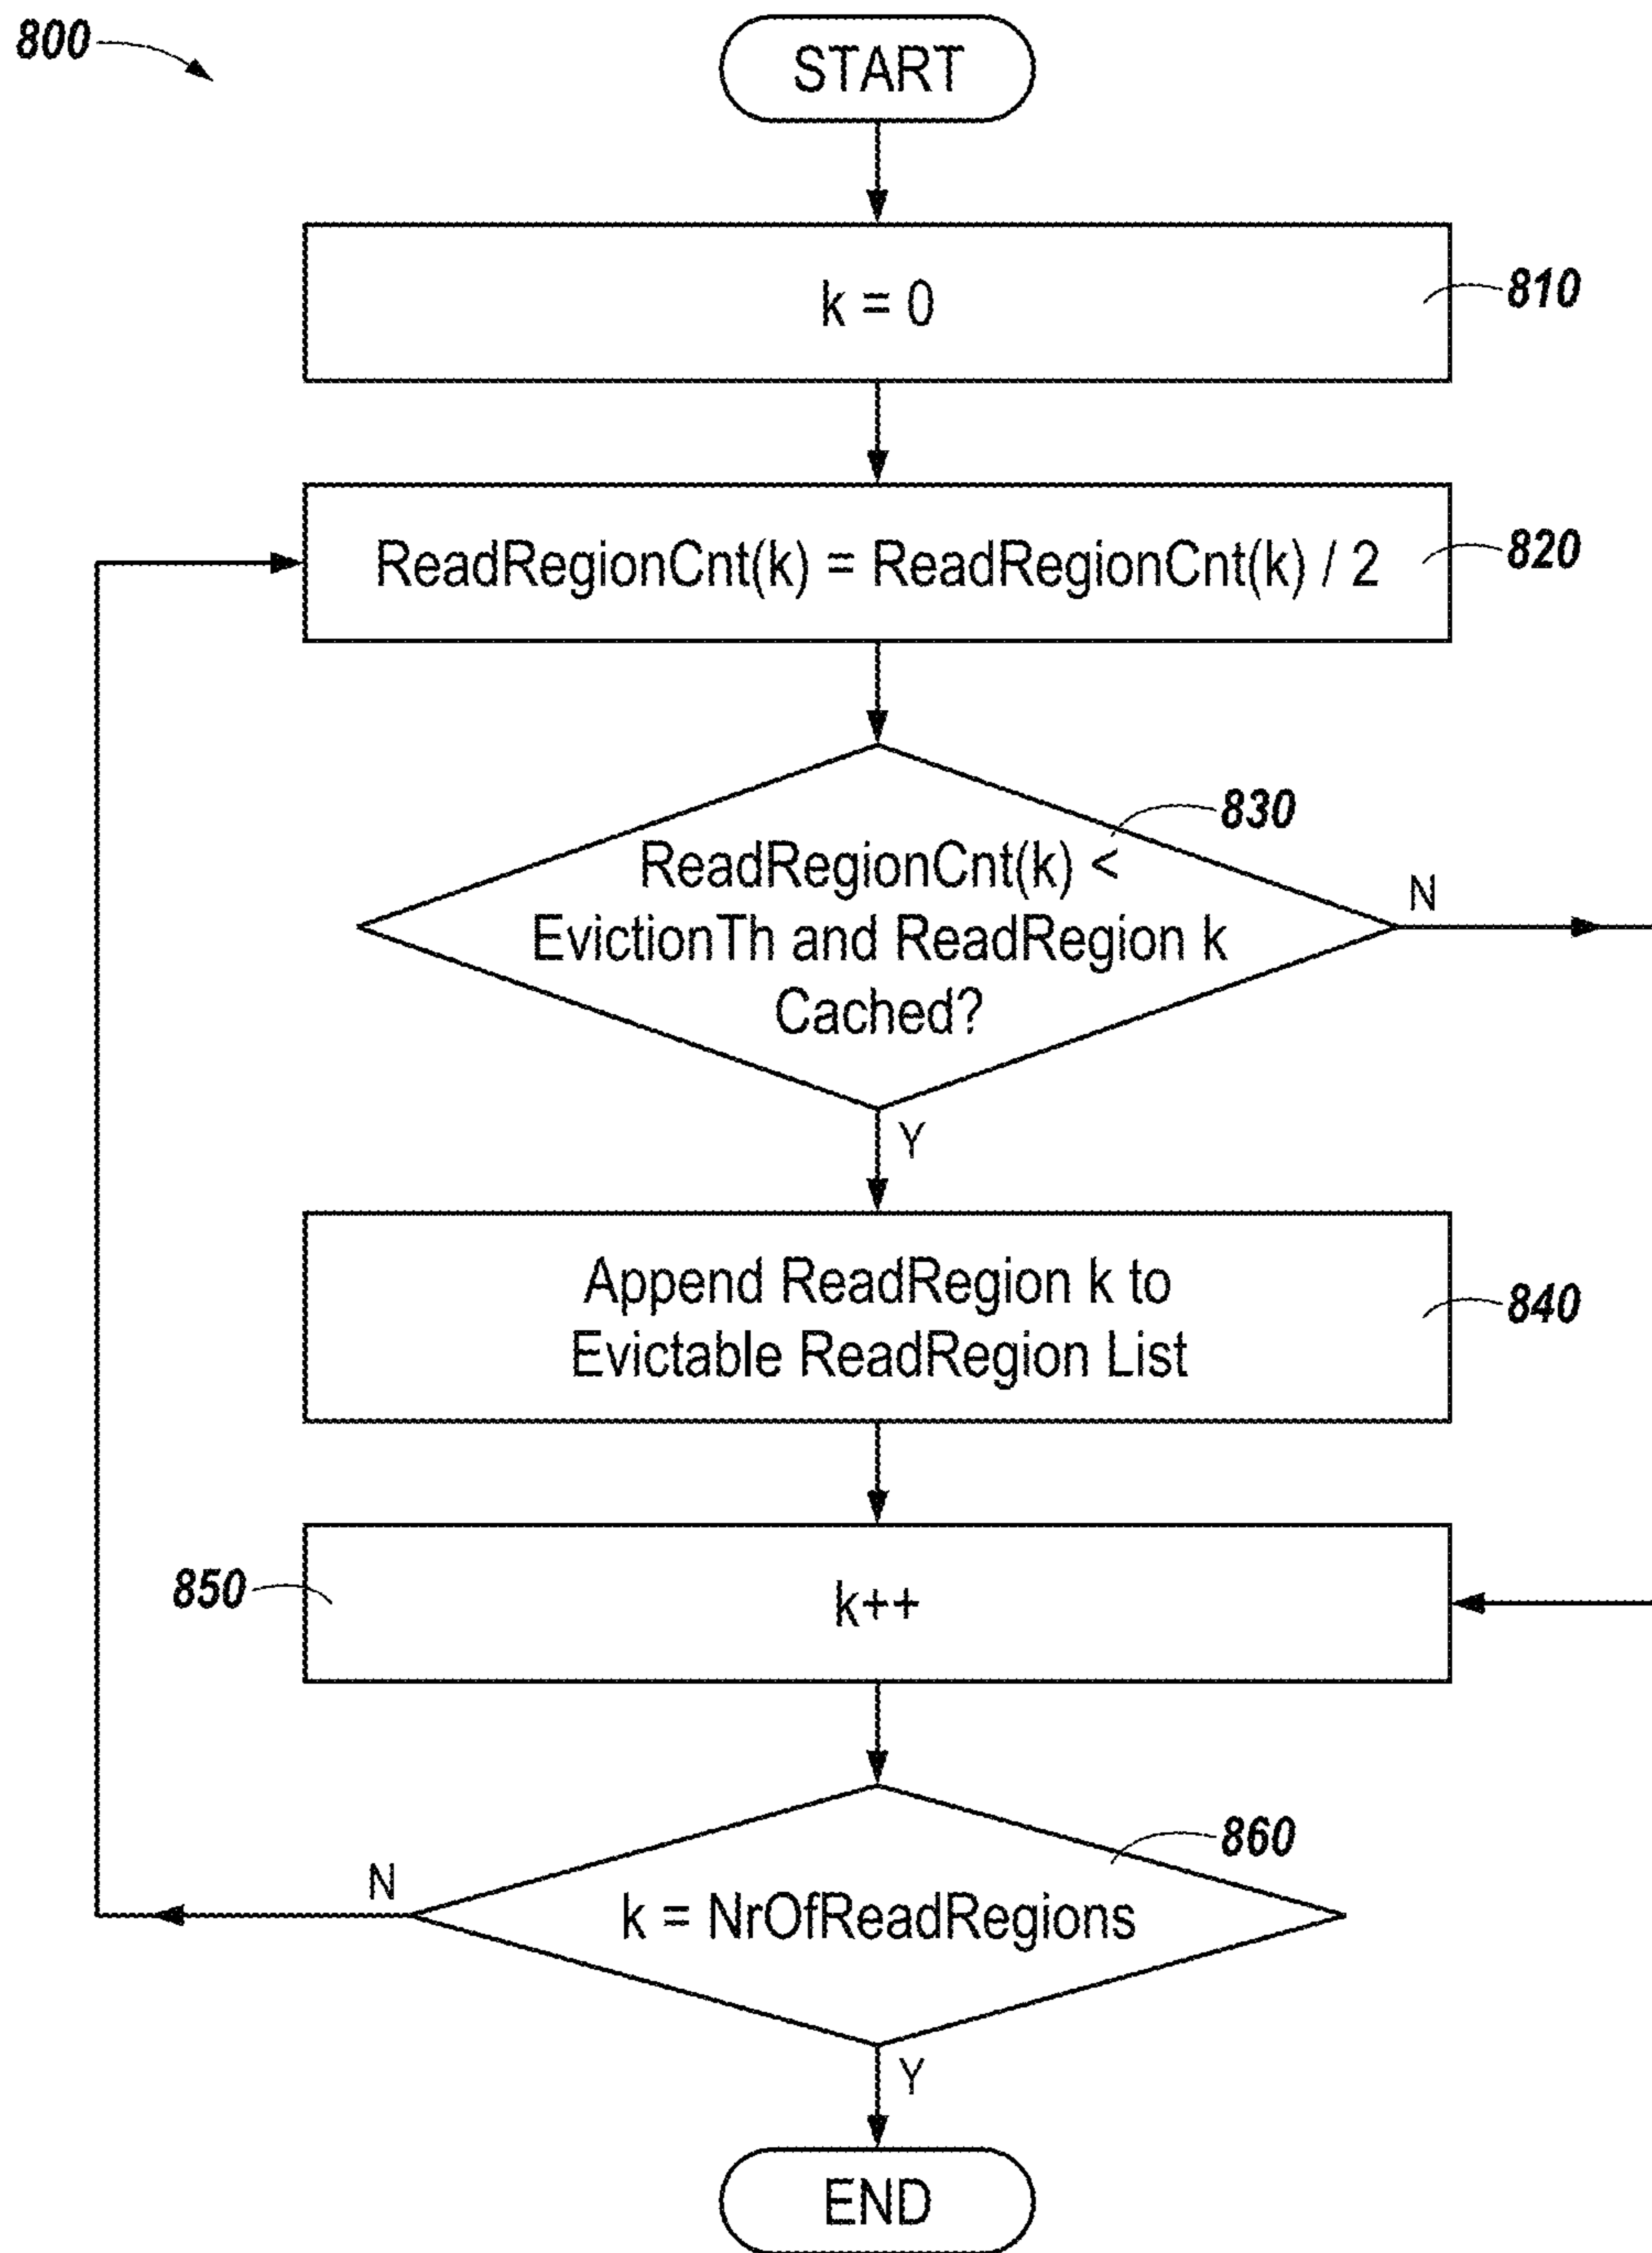 800
START
k = 0
810
ReadRegionCnt(k) = ReadRegionCnt(k) / 2
820
830
ReadRegionCnt(k) <
EvictionTh and ReadRegion k
Cached?
N
Y
Append ReadRegion k to
Evictable ReadRegion List
840
850
k++
860
N
k = NrOfReadRegions
Y
END